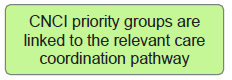 CNCI priority groups are
linked to the relevant care
coordination pathway